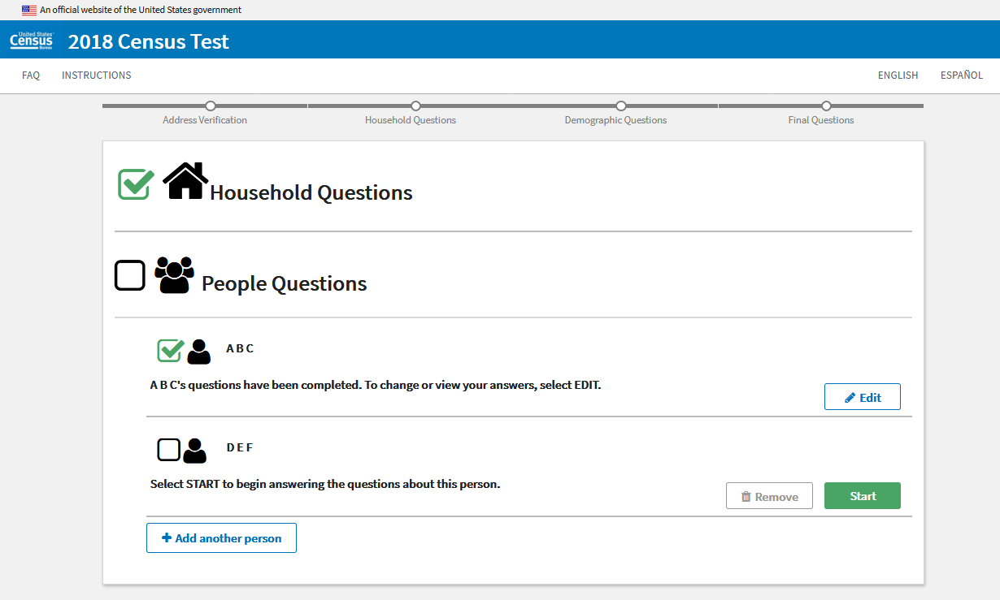 An official website of the United States government
United States
Census
Bureau
2018 Census Test
FAQ INSTRUCTIONS ENGLISH ESPAÑOL
Address Verification Household Questions Demographic Questions Final Questions
Household Questions
People Questions
A B C
A B C's questions have been completed. To change or view your answers, select EDIT.
Edit
D E F
Select START to begin answering the questions about this person.
Remove Start
Add another person